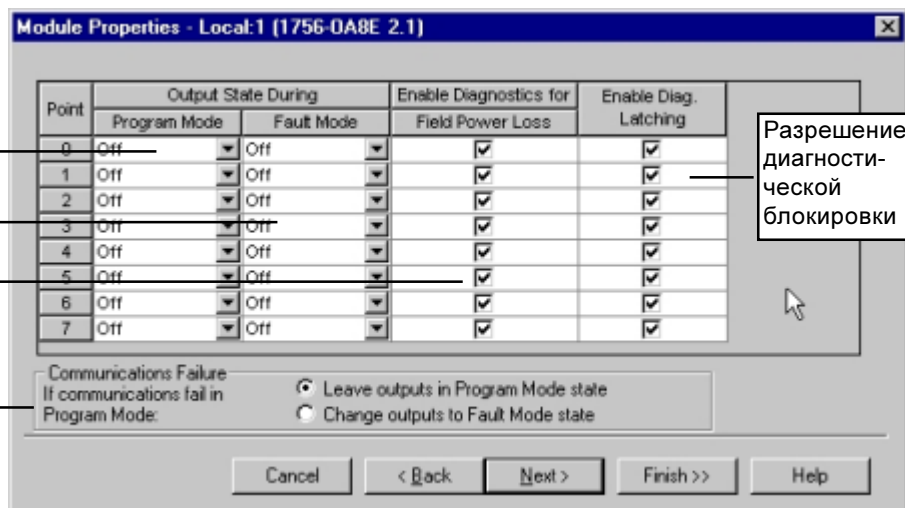 Module Properties - Local:1 (1756-OA8E 2.1)
Point
Output State During
Enable Diagnostics for
Enable Diag. Latching
Program Mode
Fault Mode
Field Power Loss
0 Off Off
1 Off Off
2 Off Off
3 Off Off
4 Off Off
5 Off Off
6 Off Off
7 Off Off
Разрешение
диагности-
ческой
блокировки
Communications Failure
If communications fail in
Program Mode:
Leave outputs in Program Mode state
Change outputs to Fault Mode state
Cancel
< Back
Next >
Finish >>
Help